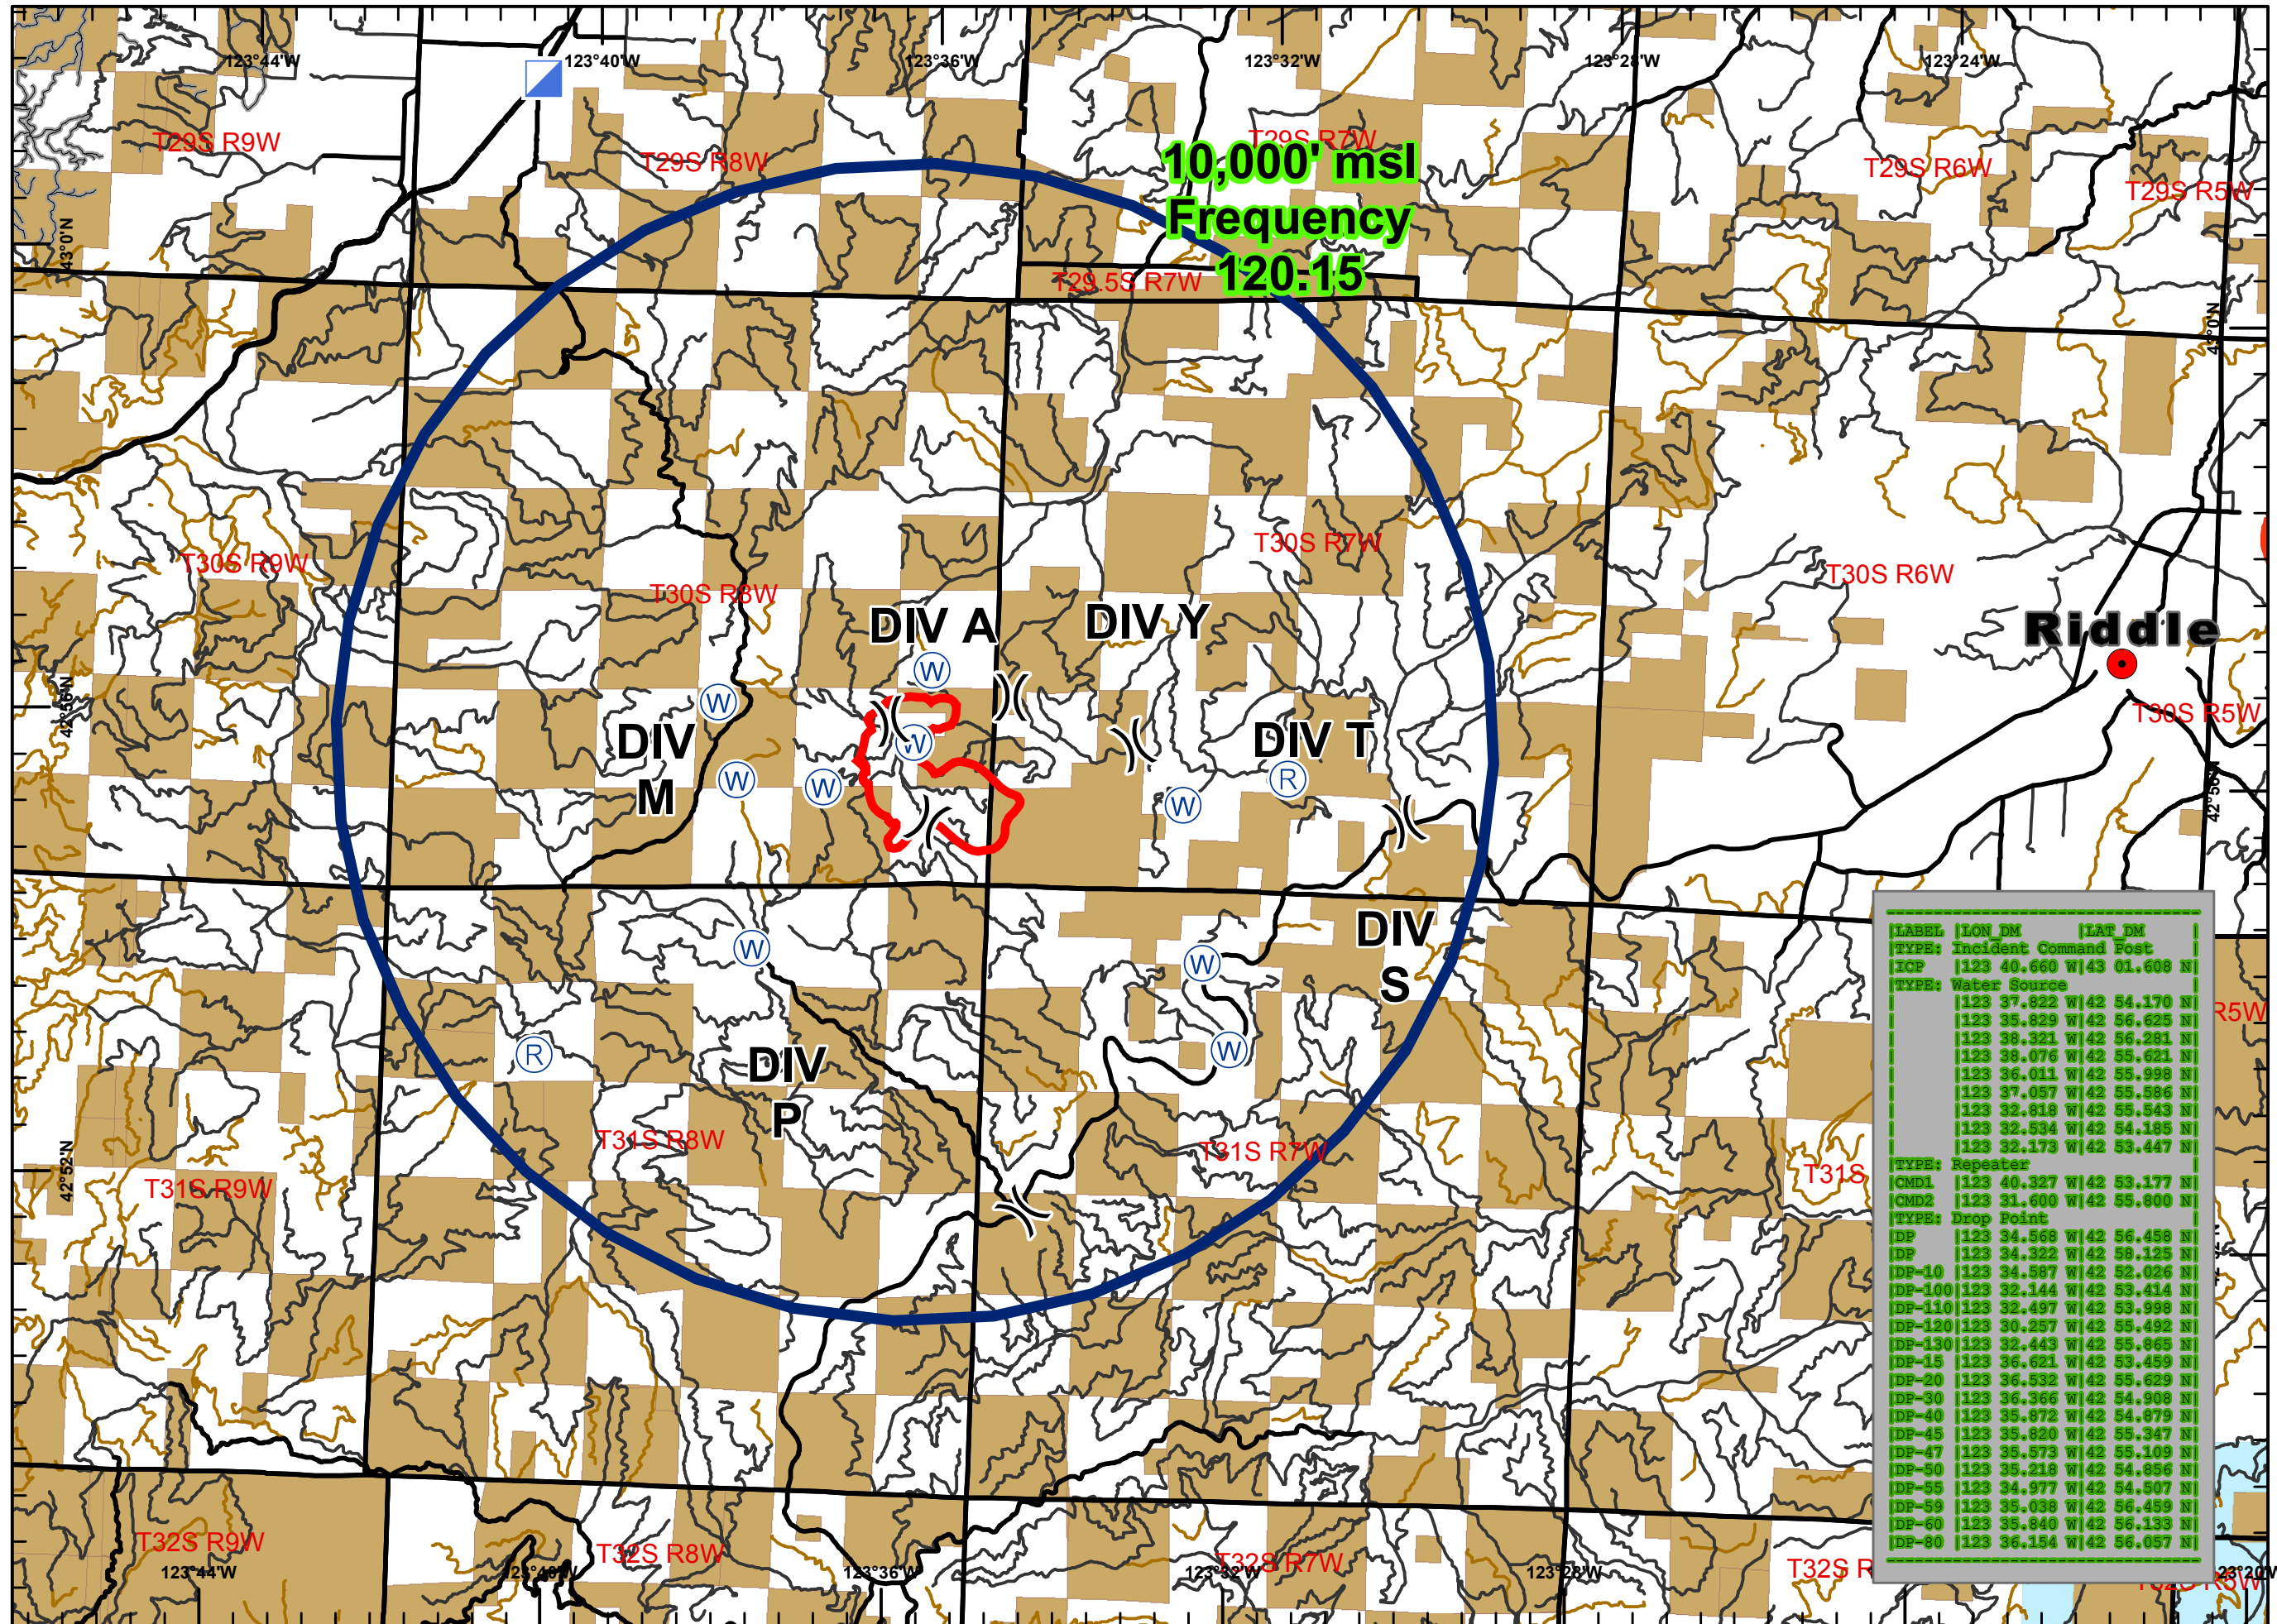 123°44'W
123°40'W
123°36'W
123°32'W
123°28'W
123°24'W
T29S R9W
T29S R8W
T29S R7W
T29S R6W
T29S R5W
10,000' msl
Frequency
120.15
43°0'N
T29.5S R7W
43°0'N
T30S R9W
T30S R8W
T30S R7W
T30S R6W
DIV A
DIV Y
Riddle
W
W
42°56'N
T30S R5W
DIV
M
W
DIV T
W
W
R
W
42°56'N
DIV
S
W
W
R
W
DIV
P
T31S R8W
T31S R7W
T31S
R5W
42°52'N
T31S R9W
|LABEL |LON_DM |LAT_DM |
|TYPE: Incident Command Post |
|ICP |123 40.660 W|43 01.608 N|
|TYPE: Water Source |
| |123 37.822 W|42 54.170 N|
| |123 35.829 W|42 56.625 N|
| |123 38.321 W|42 56.281 N|
| |123 38.076 W|42 55.621 N|
| |123 36.011 W|42 55.998 N|
| |123 37.057 W|42 55.586 N|
| |123 32.818 W|42 55.543 N|
| |123 32.534 W|42 54.185 N|
| |123 32.173 W|42 53.447 N|
|TYPE: Repeater |
|CMD1 |123 40.327 W|42 53.177 N|
|CMD2 |123 31.600 W|42 55.800 N|
|TYPE: Drop Point |
|DP |123 34.568 W|42 56.458 N|
|DP |123 34.322 W|42 58.125 N|
|DP-10 |123 34.587 W|42 52.026 N|
|DP-100|123 32.144 W|42 53.414 N|
|DP-110|123 32.497 W|42 53.998 N|
|DP-120|123 30.257 W|42 55.492 N|
|DP-130|123 32.443 W|42 55.865 N|
|DP-15 |123 36.621 W|42 53.459 N|
|DP-20 |123 36.532 W|42 55.629 N|
|DP-30 |123 36.366 W|42 54.908 N|
|DP-40 |123 35.872 W|42 54.879 N|
|DP-45 |123 35.820 W|42 55.347 N|
|DP-47 |123 35.573 W|42 55.109 N|
|DP-50 |123 35.218 W|42 54.856 N|
|DP-55 |123 34.977 W|42 54.507 N|
|DP-59 |123 35.038 W|42 56.459 N|
|DP-60 |123 35.840 W|42 56.133 N|
|DP-80 |123 36.154 W|42 56.057 N|
T32S R9W
T32S R8W
T32S R7W
T32S R
123°44'W
123°40'W
123°36'W
123°32'W
123°28'W
23°20'W